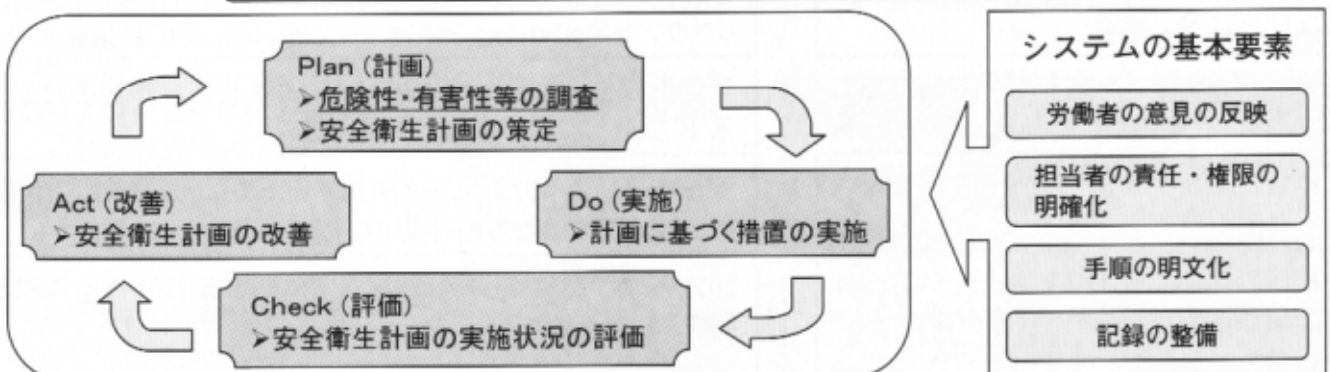 Plan (計画)
➢危険性・有害性等の調査
➢安全衛生計画の策定
Do (実施)
➢計画に基づく措置の実施
Check (評価)
➢安全衛生計画の実施状況の評価
Act (改善)
➢安全衛生計画の改善
システムの基本要素
労働者の意見の反映
担当者の責任・権限の
明確化
手順の明文化
記録の整備